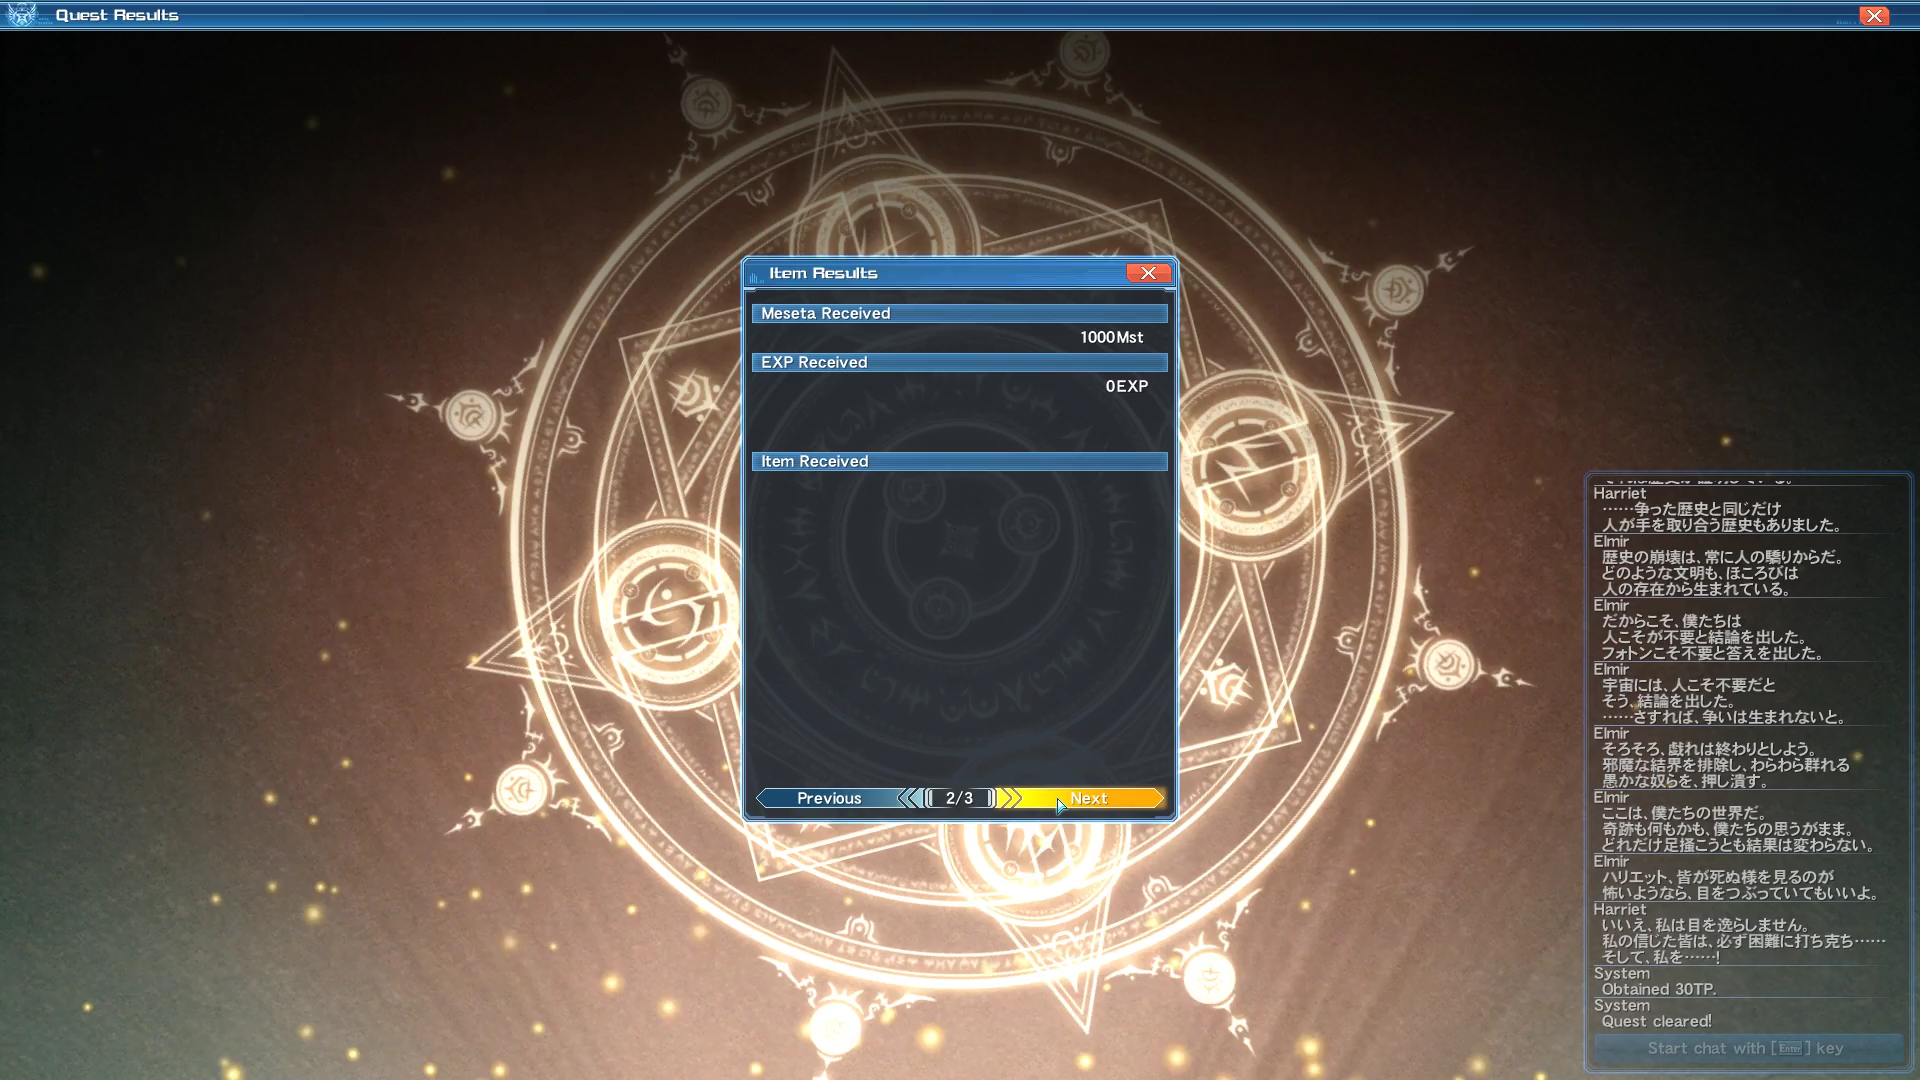 Quest Results
Item Results
Meseta Received
1000Mst
EXP Received
0EXP
Item Received
Previous
2/3
Next
Harriet
……争った歴史と同じだけ
人が手を取り合う歴史もありました。
Elmir
歴史の崩壊は、常に人の驕りからだ。
どのような文明も、ほころびは
人の存在から生まれている。
Elmir
だからこそ、僕たちは
人こそが不要と結論を出した。
フォトンこそ不要と答えを出した。
Elmir
宇宙には、人こそ不要だと
そう、結論を出した。
……さすれば、争いは生まれないと。
Elmir
そろそろ、戯れは終わりとしよう。
邪魔な結界を排除し、わらわら群れる
愚かな奴らを、押し潰す。
Elmir
ここは、僕たちの世界だ。
奇跡も何もかも、僕たちの思うがまま。
どれだけ足掻こうとも結果は変わらない。
Elmir
ハリエット、皆が死ぬ様を見るのが
怖いようなら、目をつぶっていてもいいよ。
Harriet
いいえ、私は目を逸らしません。
私の信じた皆は、必ず困難に打ち克ち……
そして、私を……！
System
Obtained 30TP.
System
Quest cleared!
Start chat with [Enter] key